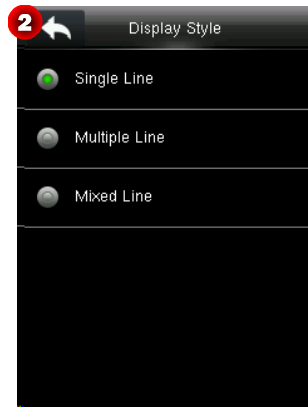 2
Display Style
Single Line
Multiple Line
Mixed Line